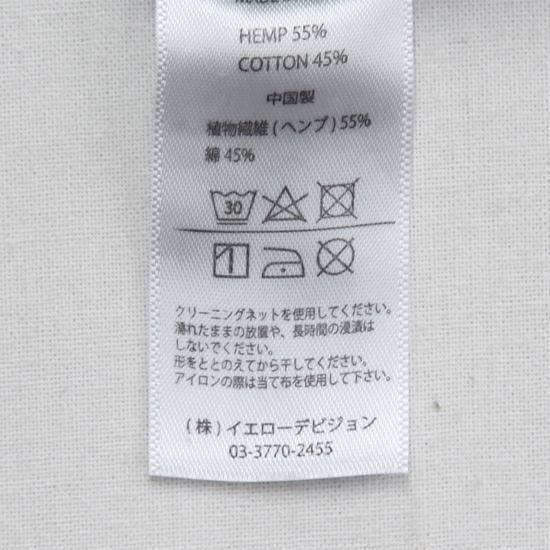 HEMP 55%
COTTON 45%
中国製
植物繊維(ヘンプ)55%
綿 45%
30
クリーニングネットを使用してください。
濡れたままの放置や、長時間の浸漬は
しないでください。
形をととのえてから干してください。
アイロンの際は当て布を使用して下さい。
(株)イエローデビジョン
03-3770-2455